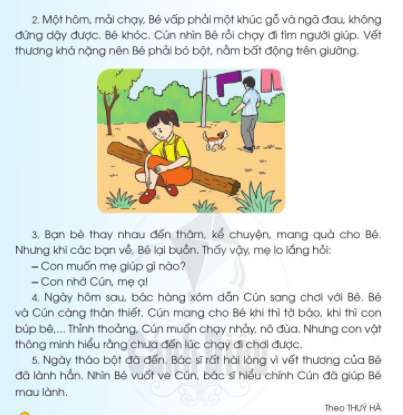 2. Một hôm, mải chạy, Bé vấp phải một khúc gỗ và ngã đau, không
đứng dậy được. Bé khóc. Cún nhìn Bé rồi chạy đi tìm người giúp. Vết
thương khá nặng nên Bé phải bó bột, nằm bất động trên giường.
3. Bạn bè thay nhau đến thăm, kể chuyện, mang quà cho Bé.
Nhưng khi các bạn về, Bé lại buồn. Thấy vậy, mẹ lo lắng hỏi:
– Con muốn mẹ giúp gì nào?
– Con nhớ Cún, mẹ ạ!
4. Ngày hôm sau, bác hàng xóm dẫn Cún sang chơi với Bé. Bé
và Cún càng thân thiết. Cún mang cho Bé khi thì tờ báo, khi thì con
búp bê,... Thỉnh thoảng, Cún muốn chạy nhảy, nô đùa. Nhưng con vật
thông minh hiểu rằng chưa đến lúc chạy đi chơi được.
5. Ngày tháo bột đã đến. Bác sĩ rất hài lòng vì vết thương của Bé
đã lành hẳn. Nhìn Bé vuốt ve Cún, bác sĩ hiểu chính Cún đã giúp Bé
mau lành.
Theo THUÝ HÀ